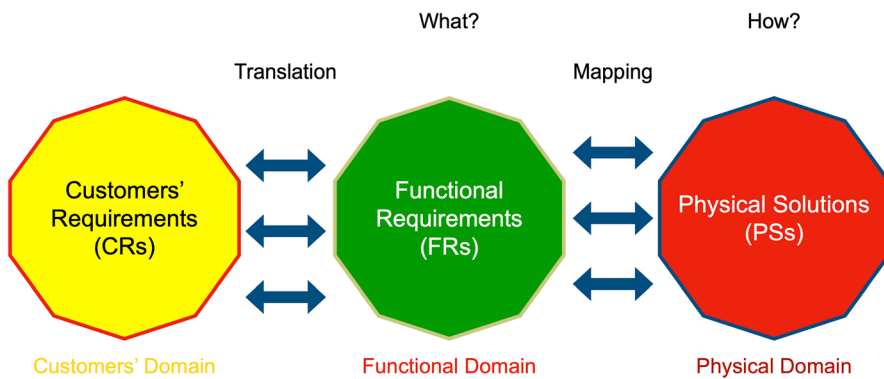 What?
How?
Translation
Mapping
Customers'
Requirements
(CRs)
Functional
Requirements
(FRs)
Physical Solutions
(PSs)
Customers' Domain
Functional Domain
Physical Domain